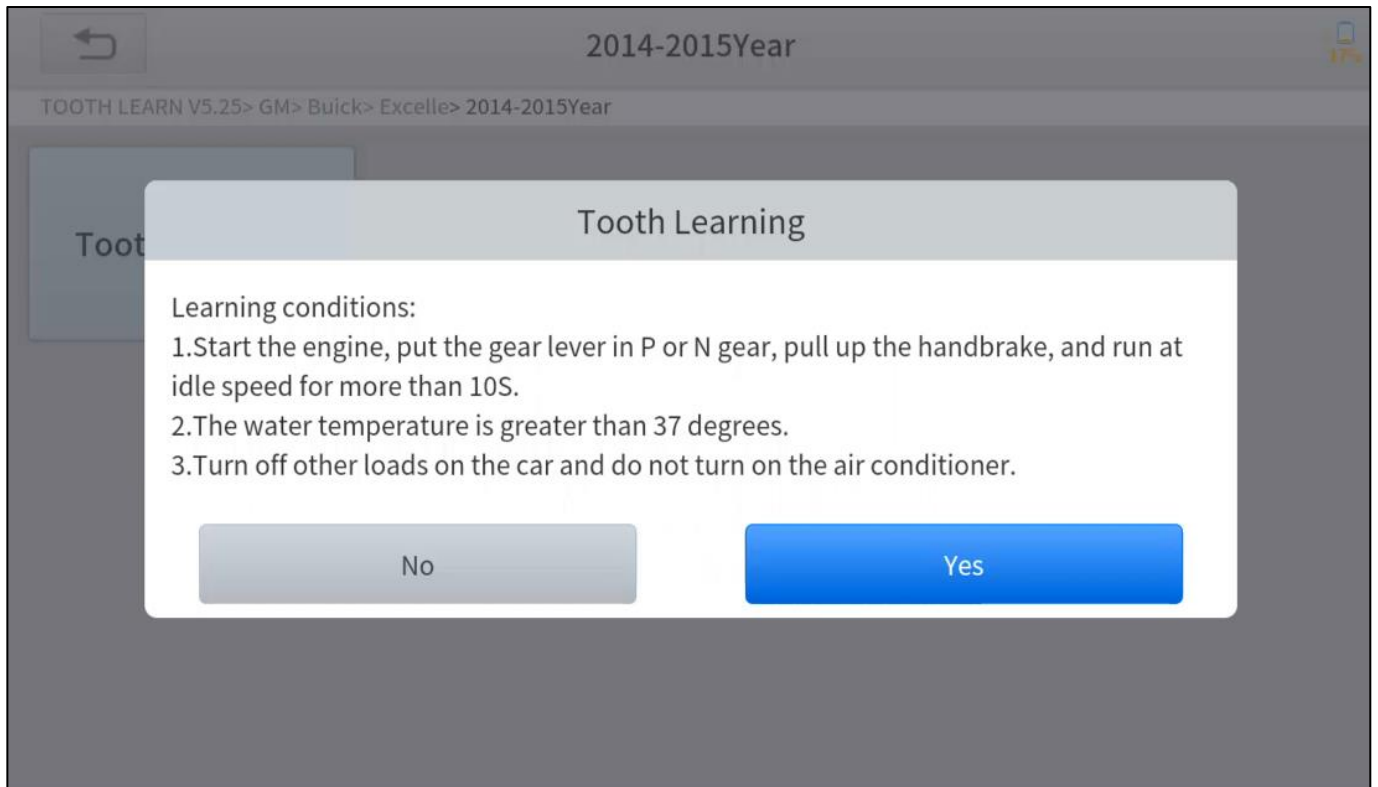 2014-2015Year
17%
TOOTH LEARN V5.25> GM> Buick> Excelle> 2014-2015Year
Toot
Tooth Learning
Learning conditions:
1.Start the engine, put the gear lever in P or N gear, pull up the handbrake, and run at
idle speed for more than 10S.
2.The water temperature is greater than 37 degrees.
3.Turn off other loads on the car and do not turn on the air conditioner.
No
Yes